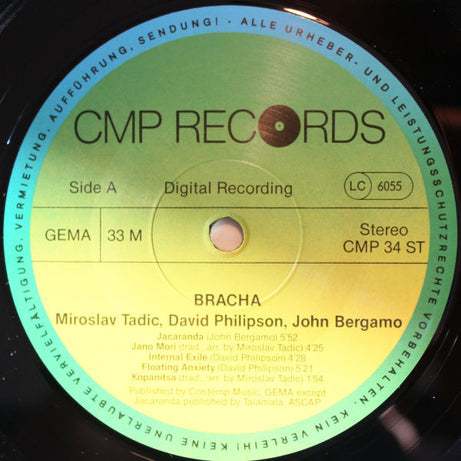 ALLE URHEBER- UND LEISTUNGSSCHUTZRECHTE VORBEHALTEN. KEIN VERLEIH! KEINE UNERLAUBTE VERVIELFÄLTIGUNG, VERMIETUNG, AUFFÜHRUNG, SENDUNG! ·
CMP RECORDS
Side A Digital Recording LC 6055
GEMA 33 M Stereo
CMP 34 ST
BRACHA
Miroslav Tadic, David Philipson, John Bergamo
Jacaranda (John Bergamo) 5'52
Jano Mori (trad., arr. by Miroslav Tadic) 4'25
Internal Exile (David Philipson) 4'28
Floating Anxiety (David Philipson) 5'21
Kopanitsa (trad., arr. by Miroslav Tadic) 1'54
Published by Contemp Music, GEMA except
Jacaranda published by Talamala, ASCAP